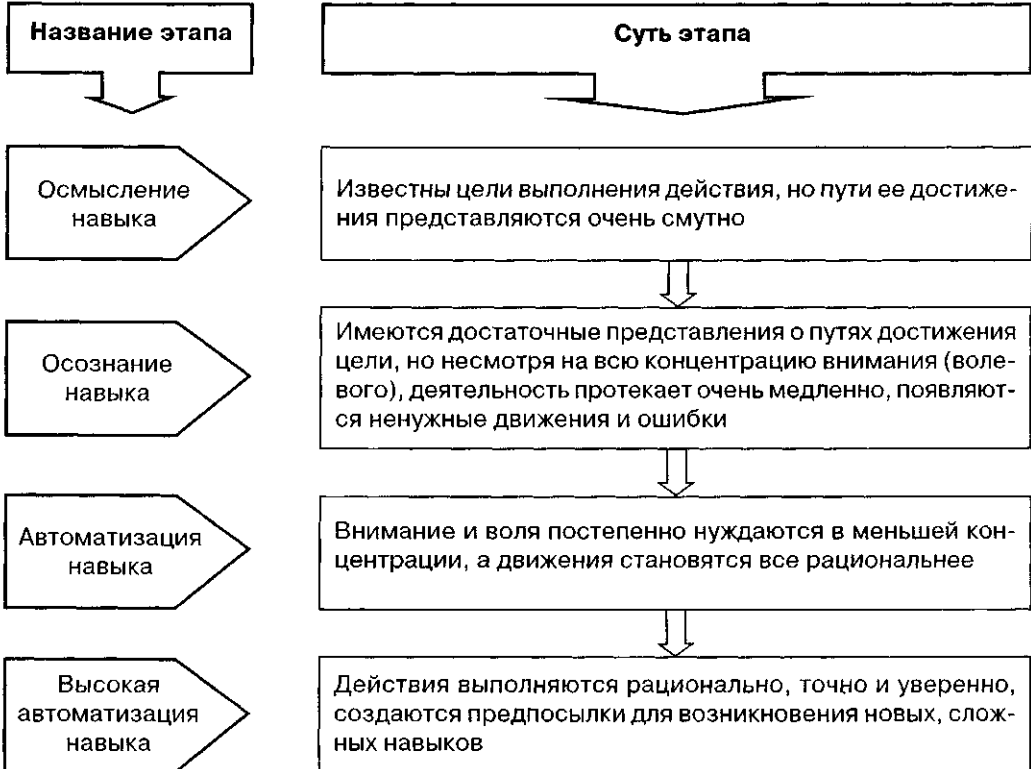 Название этапа
Суть этапа
Осмысление
навыка
Известны цели выполнения действия, но пути ее достиже-
ния представляются очень смутно
Осознание
навыка
Имеются достаточные представления о путях достижения
цели, но несмотря на всю концентрацию внимания (воле-
вого), деятельность протекает очень медленно, появляют-
ся ненужные движения и ошибки
Автоматизация
навыка
Внимание и воля постепенно нуждаются в меньшей кон-
центрации, а движения становятся все рациональнее
Высокая
автоматизация
навыка
Действия выполняются рационально, точно и уверенно,
создаются предпосылки для возникновения новых, слож-
ных навыков